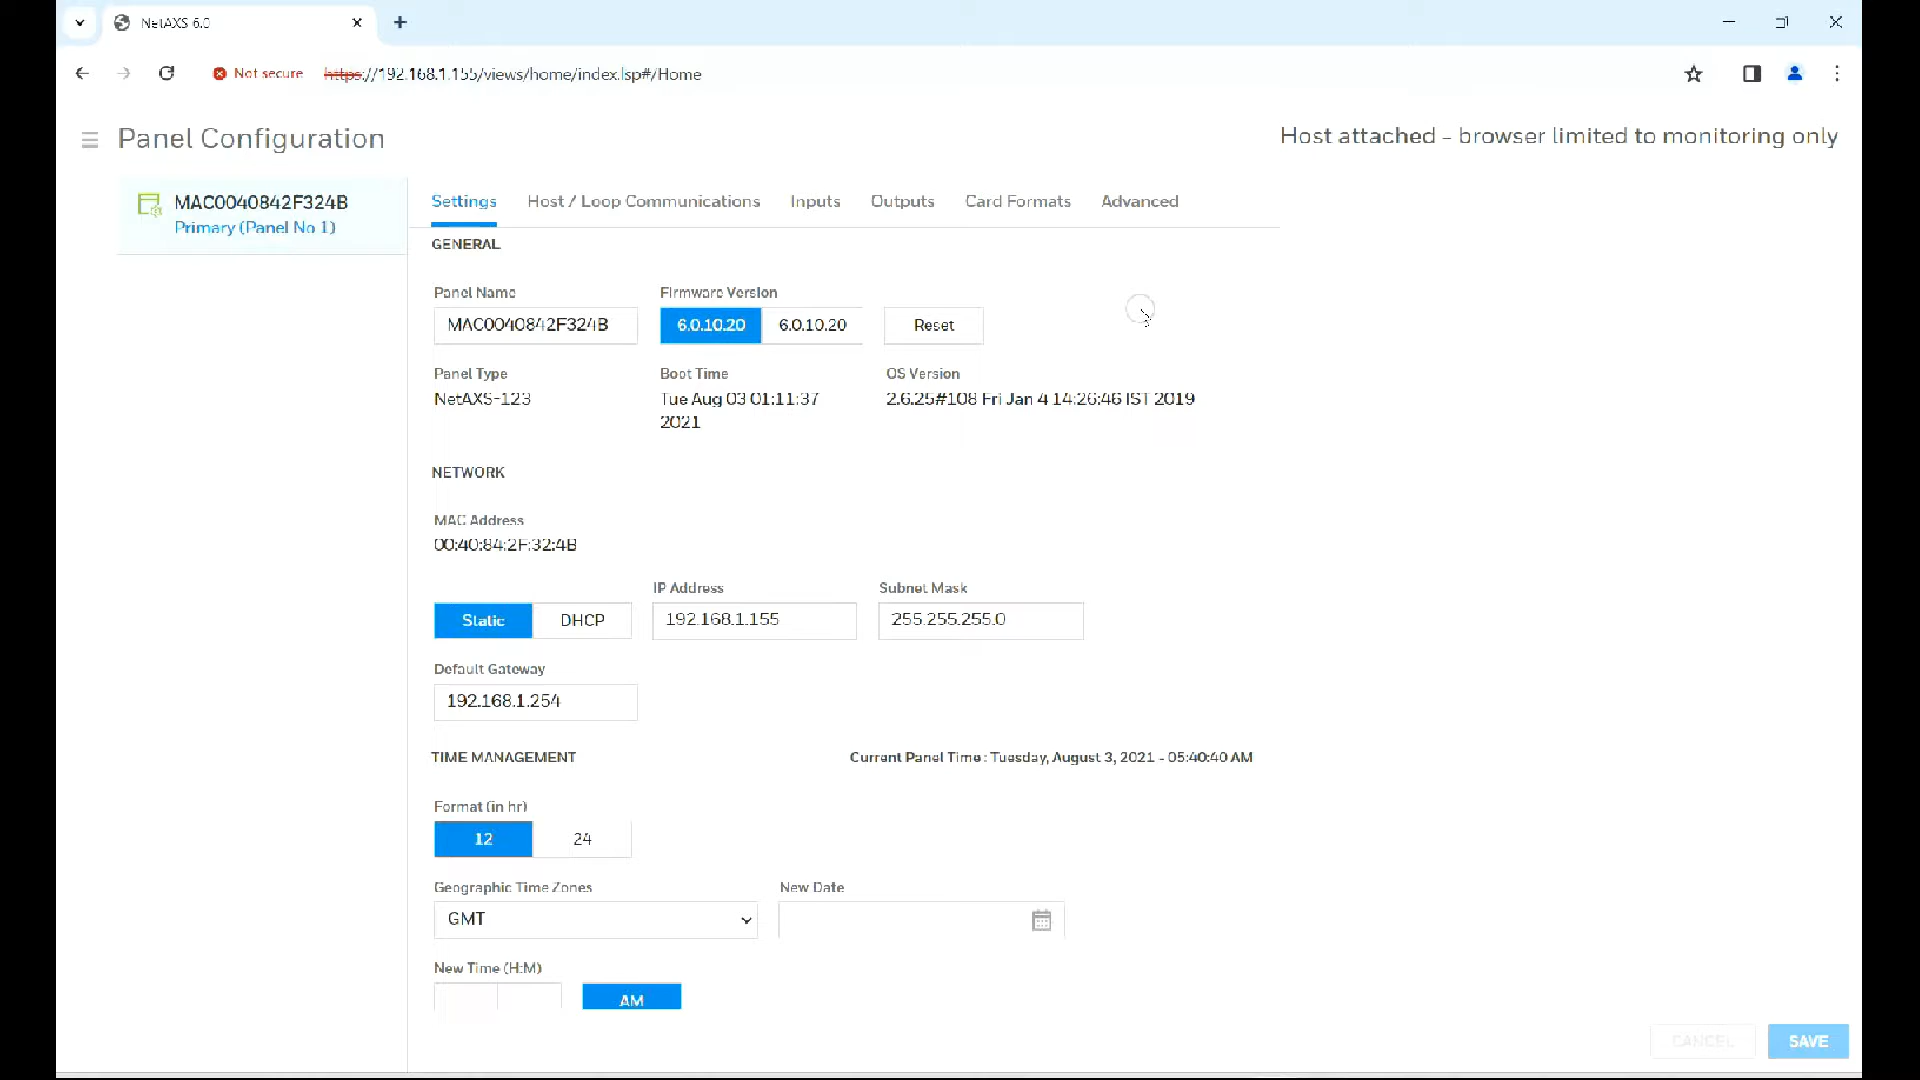 NetAXS 6.0
Not secure https://192.168.1.155/views/home/index.lsp#/Home
Panel Configuration
Host attached - browser limited to monitoring only
MAC0040842F324B
Primary (Panel No 1)
Settings Host / Loop Communications Inputs Outputs Card Formats Advanced
GENERAL
Panel Name Firmware Version
MAC0040842F324B 6.0.10.20 6.0.10.20 Reset
Panel Type Boot Time OS Version
NetAXS-123 Tue Aug 03 01:11:37 2.6.25#108 Fri Jan 4 14:26:46 IST 2019
2021
NETWORK
MAC Address
00:40:84:2F:32:4B
IP Address Subnet Mask
Static DHCP 192.168.1.155 255.255.255.0
Default Gateway
192.168.1.254
TIME MANAGEMENT Current Panel Time : Tuesday, August 3, 2021 - 05:40:40 AM
Format (in hr)
12 24
Geographic Time Zones New Date
GMT
New Time (H:M)
AM
CANCEL SAVE